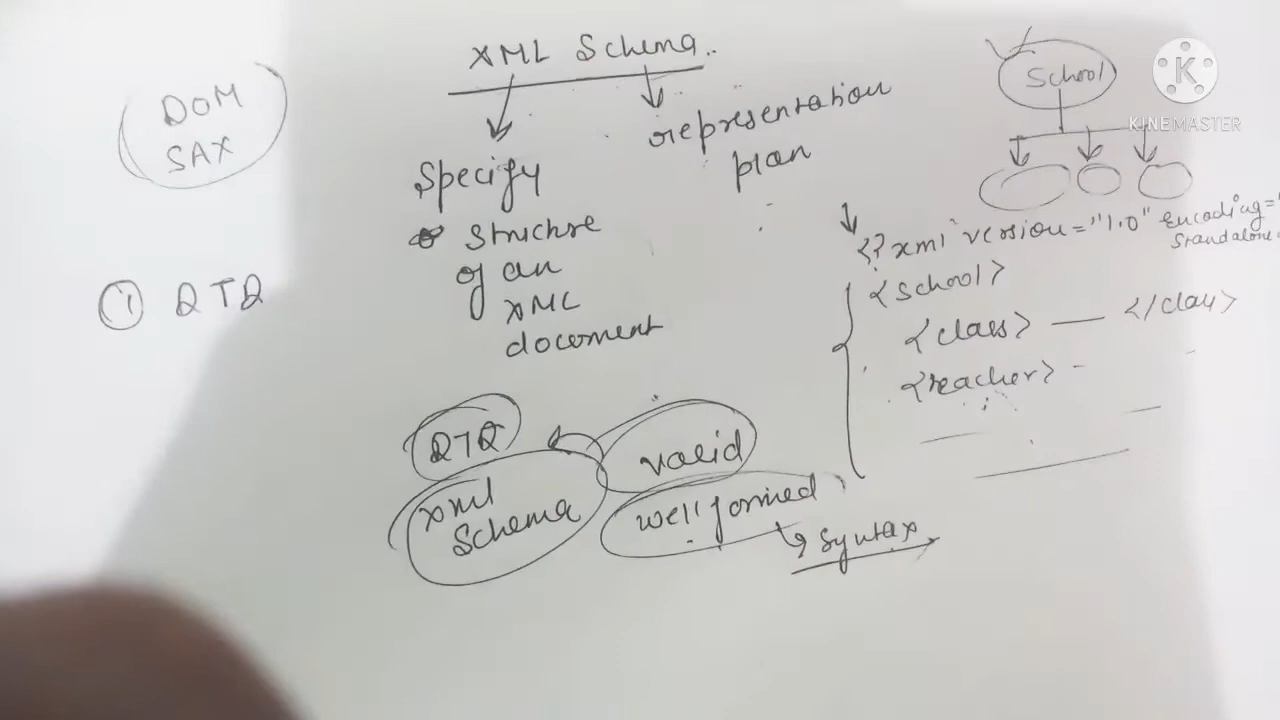 XML Schema..
DOM
SAX
Specify
structure
of an
XML
document
representation
plan
School
KINEMASTER
① DTD
<?xml version="1.0" Encoding="
Standalone=
<school>
<class> — </class>
<teacher> -
DTD
xml
Schema
valid
well formed
Syntax